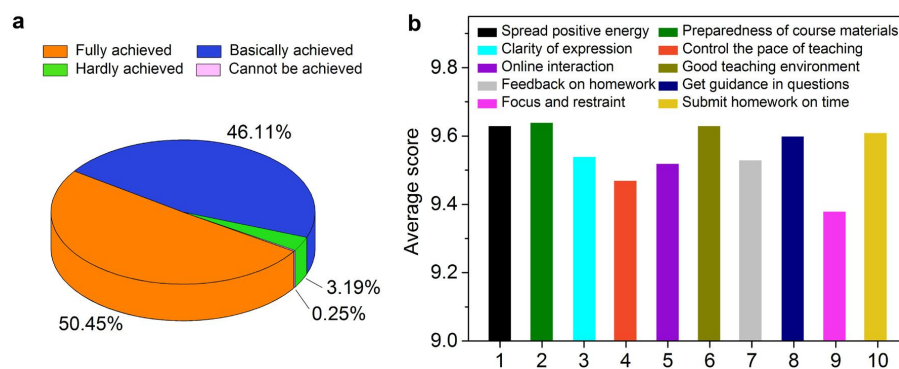 a
Fully achieved
Basically achieved
Hardly achieved
Cannot be achieved
46.11%
3.19%
0.25%
50.45%
b
Spread positive energy
Preparedness of course materials
Clarity of expression
Control the pace of teaching
Online interaction
Good teaching environment
Feedback on homework
Get guidance in questions
Focus and restraint
Submit homework on time
Average score
9.8
9.6
9.4
9.2
9.0
1 2 3 4 5 6 7 8 9 10